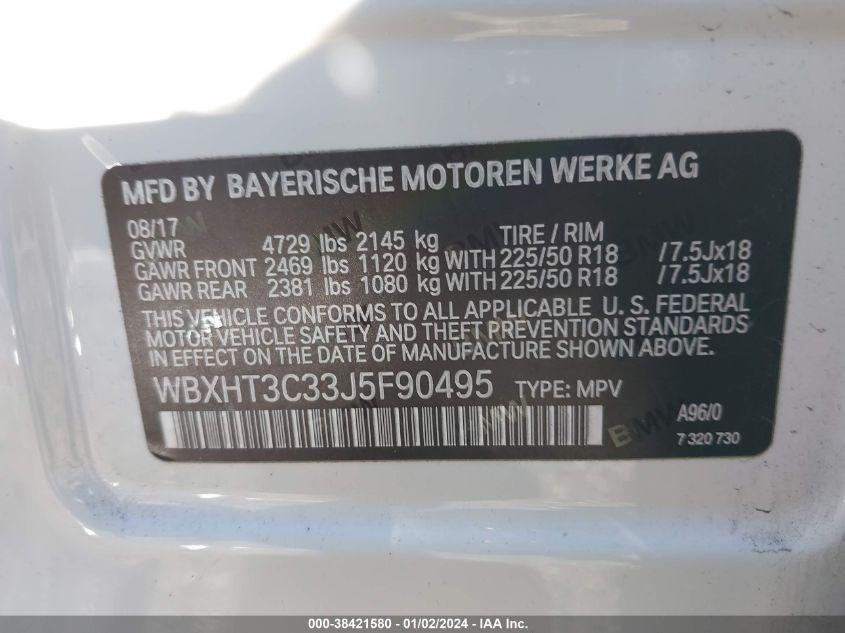 MFD BY BAYERISCHE MOTOREN WERKE AG
08/17 TIRE / RIM
GVWR 4729 lbs 2145 kg
GAWR FRONT 2469 lbs 1120 kg WITH 225/50 R18 /7.5Jx18
GAWR REAR 2381 lbs 1080 kg WITH 225/50 R18 /7.5Jx18
THIS VEHICLE CONFORMS TO ALL APPLICABLE U. S. FEDERAL
MOTOR VEHICLE SAFETY AND THEFT PREVENTION STANDARDS
IN EFFECT ON THE DATE OF MANUFACTURE SHOWN ABOVE.
WBXHT3C33J5F90495 TYPE: MPV
A96/0
7 320 730
BMW
000-38421580 - 01/02/2024 - IAA Inc.